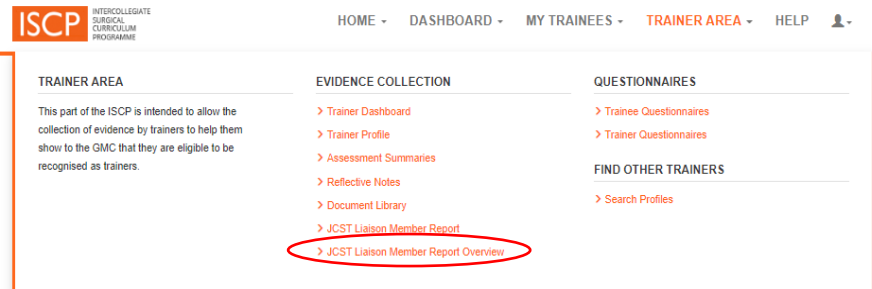 ISCP
INTERCOLLEGIATE
SURGICAL
CURRICULUM
PROGRAMME
HOME
DASHBOARD
MY TRAINEES
TRAINER AREA
HELP
TRAINER AREA
This part of the ISCP is intended to allow the
collection of evidence by trainers to help them
show to the GMC that they are eligible to be
recognised as trainers.
EVIDENCE COLLECTION
> Trainer Dashboard
> Trainer Profile
> Assessment Summaries
> Reflective Notes
> Document Library
> JCST Liaison Member Report
> JCST Liaison Member Report Overview
QUESTIONNAIRES
> Trainee Questionnaires
> Trainer Questionnaires
FIND OTHER TRAINERS
> Search Profiles